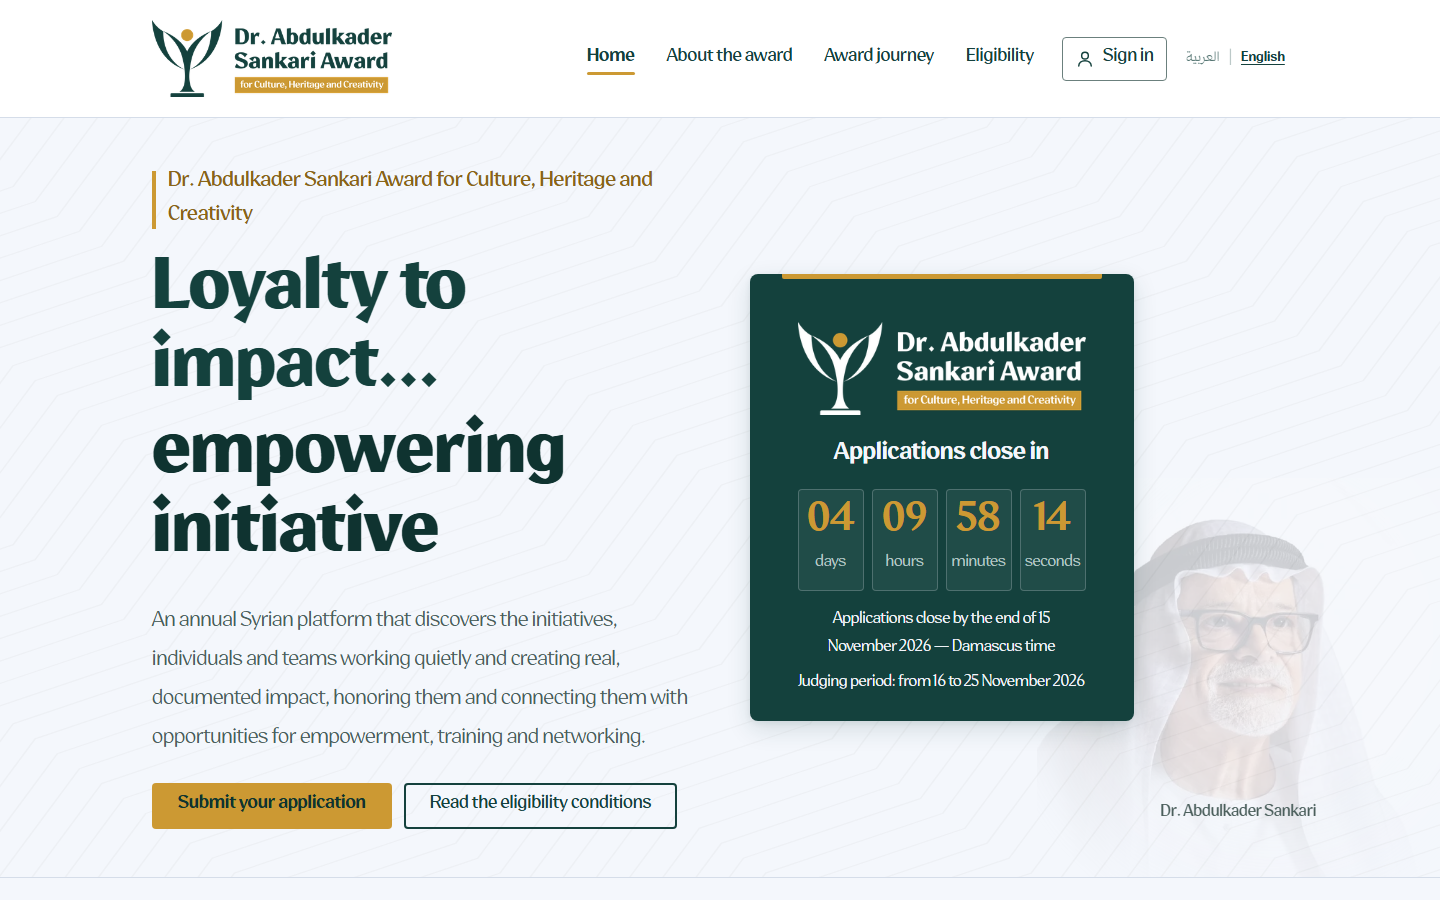 Dr. Abdulkader
Sankari Award
for Culture, Heritage and Creativity
Home
About the award
Award journey
Eligibility
Sign in
العربية
English
Dr. Abdulkader Sankari Award for Culture, Heritage and
Creativity
Loyalty to
impact...
empowering
initiative
An annual Syrian platform that discovers the initiatives,
individuals and teams working quietly and creating real,
documented impact, honoring them and connecting them with
opportunities for empowerment, training and networking.
Submit your application
Read the eligibility conditions
Dr. Abdulkader
Sankari Award
for Culture, Heritage and Creativity
Applications close in
04 09 58 14
days hours minutes seconds
Applications close by the end of 15
November 2026 — Damascus time
Judging period: from 16 to 25 November 2026
Dr. Abdulkader Sankari